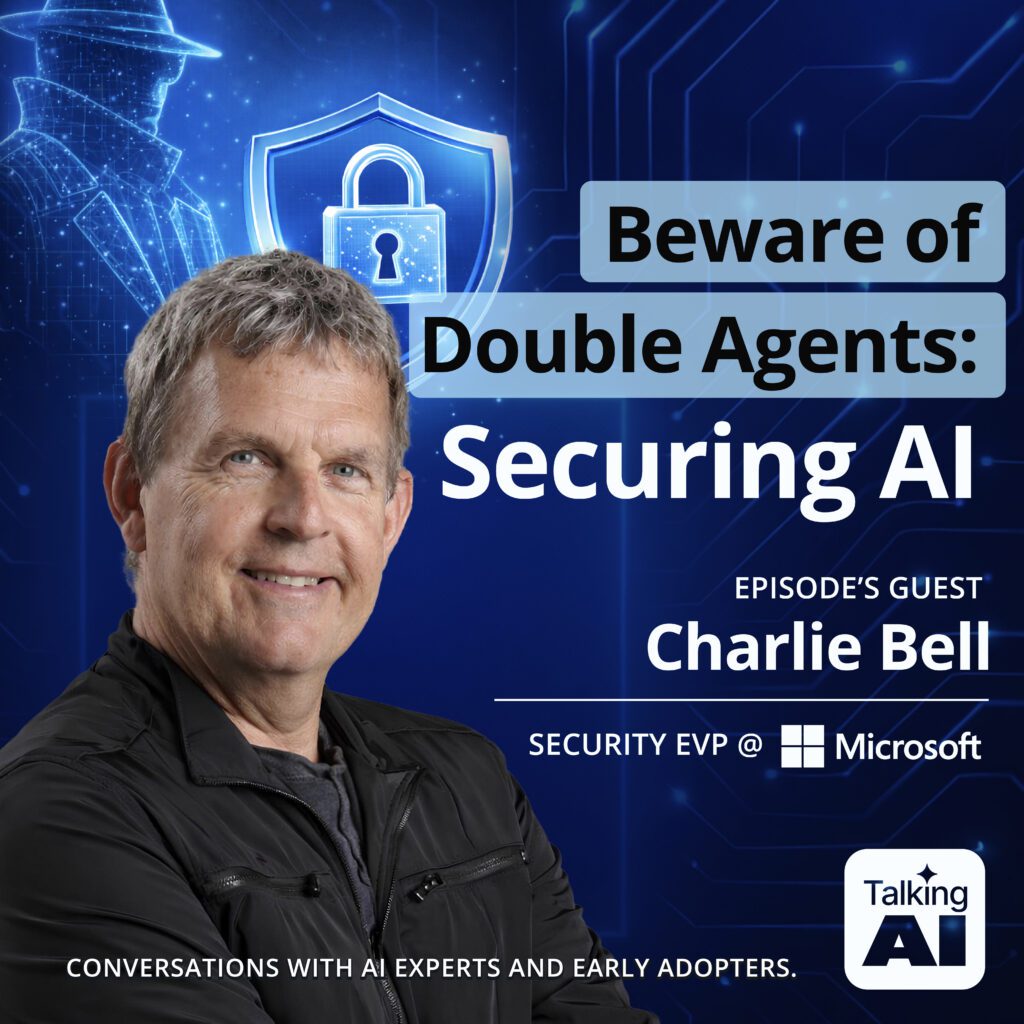 Beware of
Double Agents:
Securing AI
EPISODE’S GUEST
Charlie Bell
SECURITY EVP @ Microsoft
Talking
AI
CONVERSATIONS WITH AI EXPERTS AND EARLY ADOPTERS.